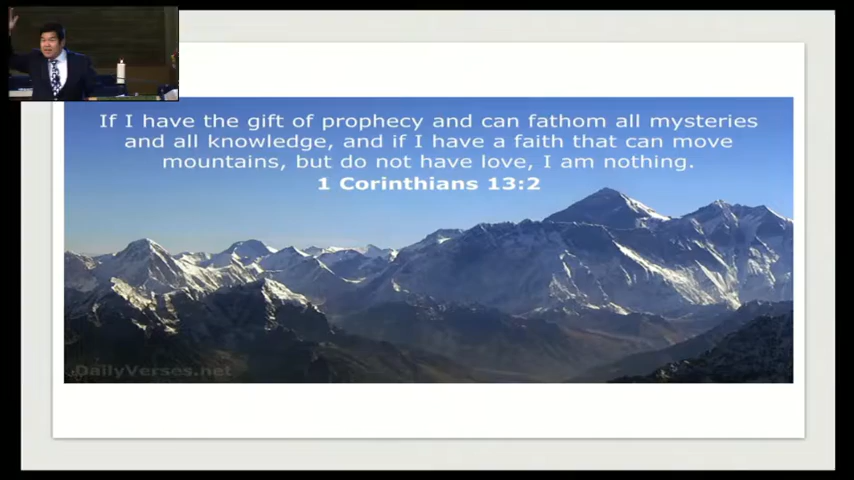 If I have the gift of prophecy and can fathom all mysteries
and all knowledge, and if I have a faith that can move
mountains, but do not have love, I am nothing.
1 Corinthians 13:2
DailyVerses.net